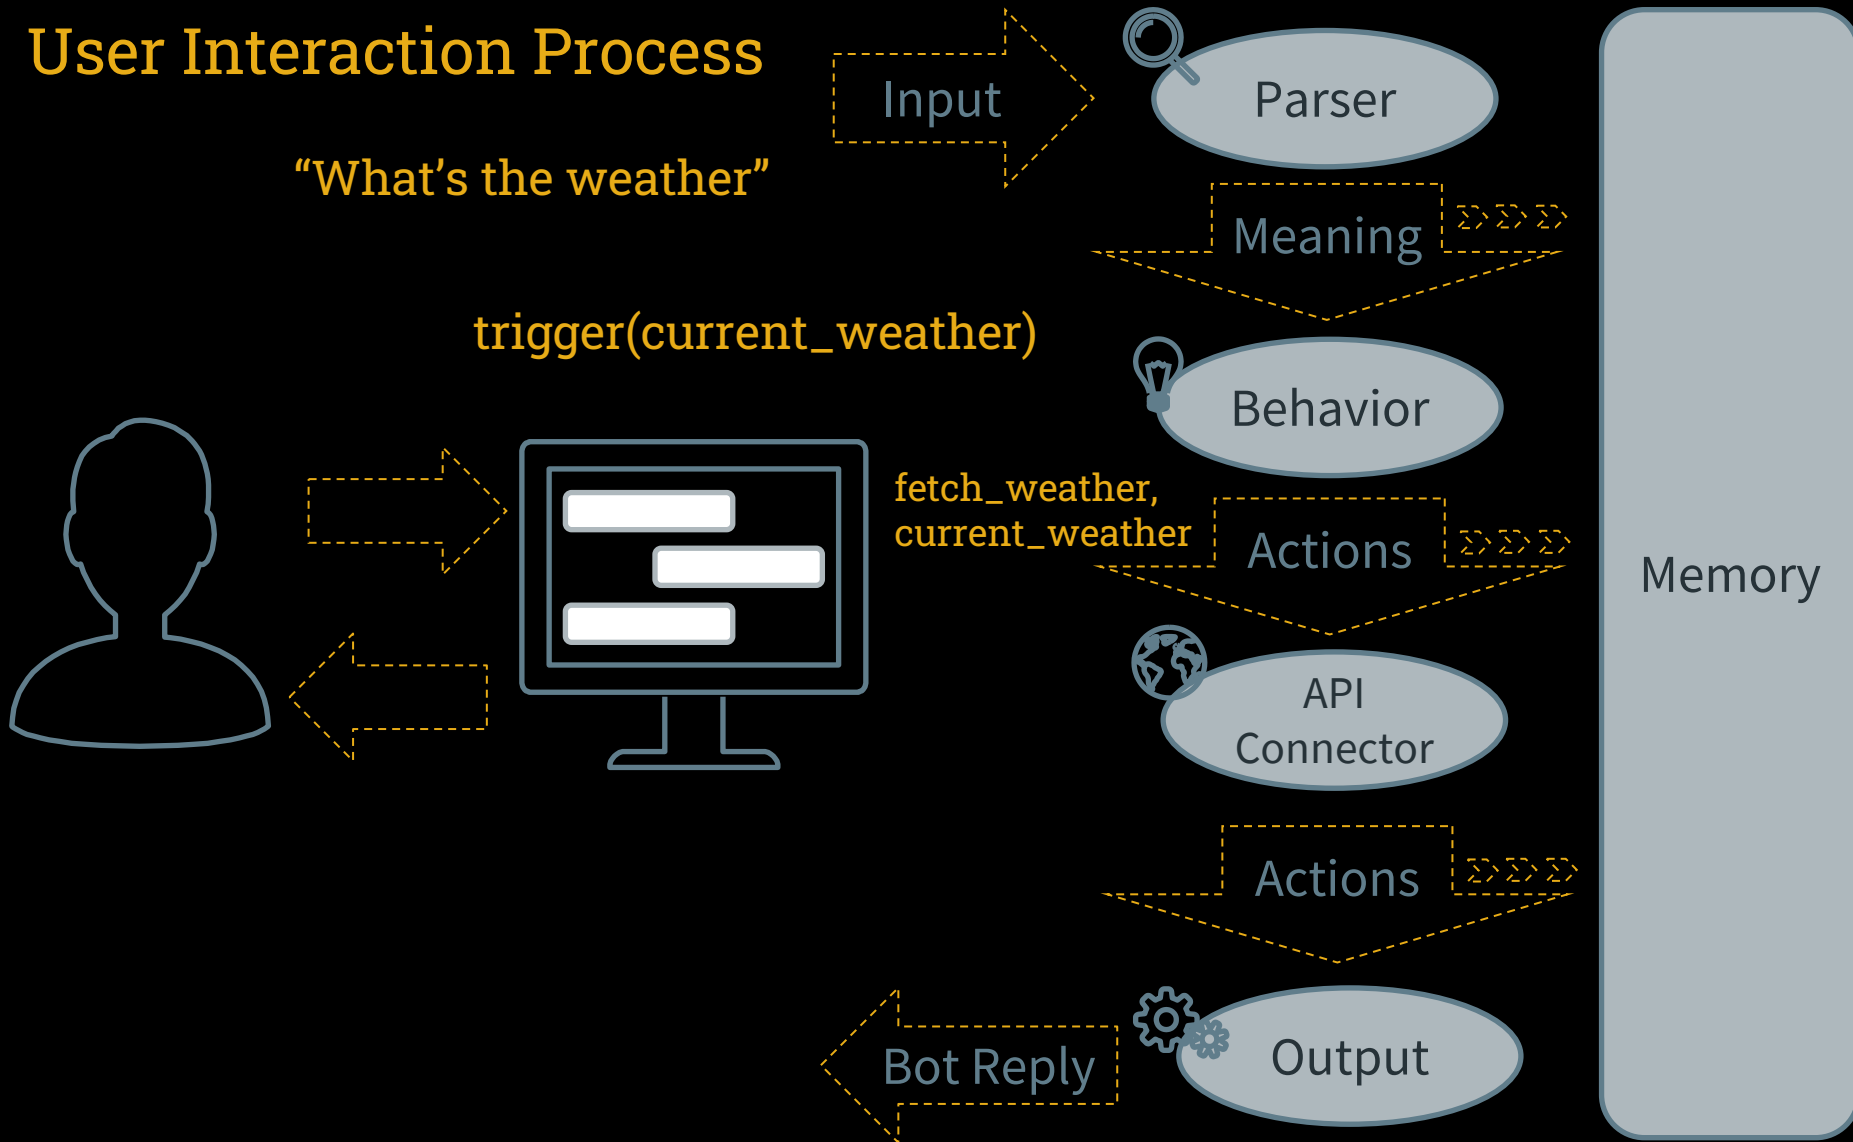 User Interaction Process
Input
Parser
“What’s the weather”
Meaning
trigger(current_weather)
Behavior
fetch_weather,
current_weather
Actions
Memory
API
Connector
Actions
Output
Bot Reply